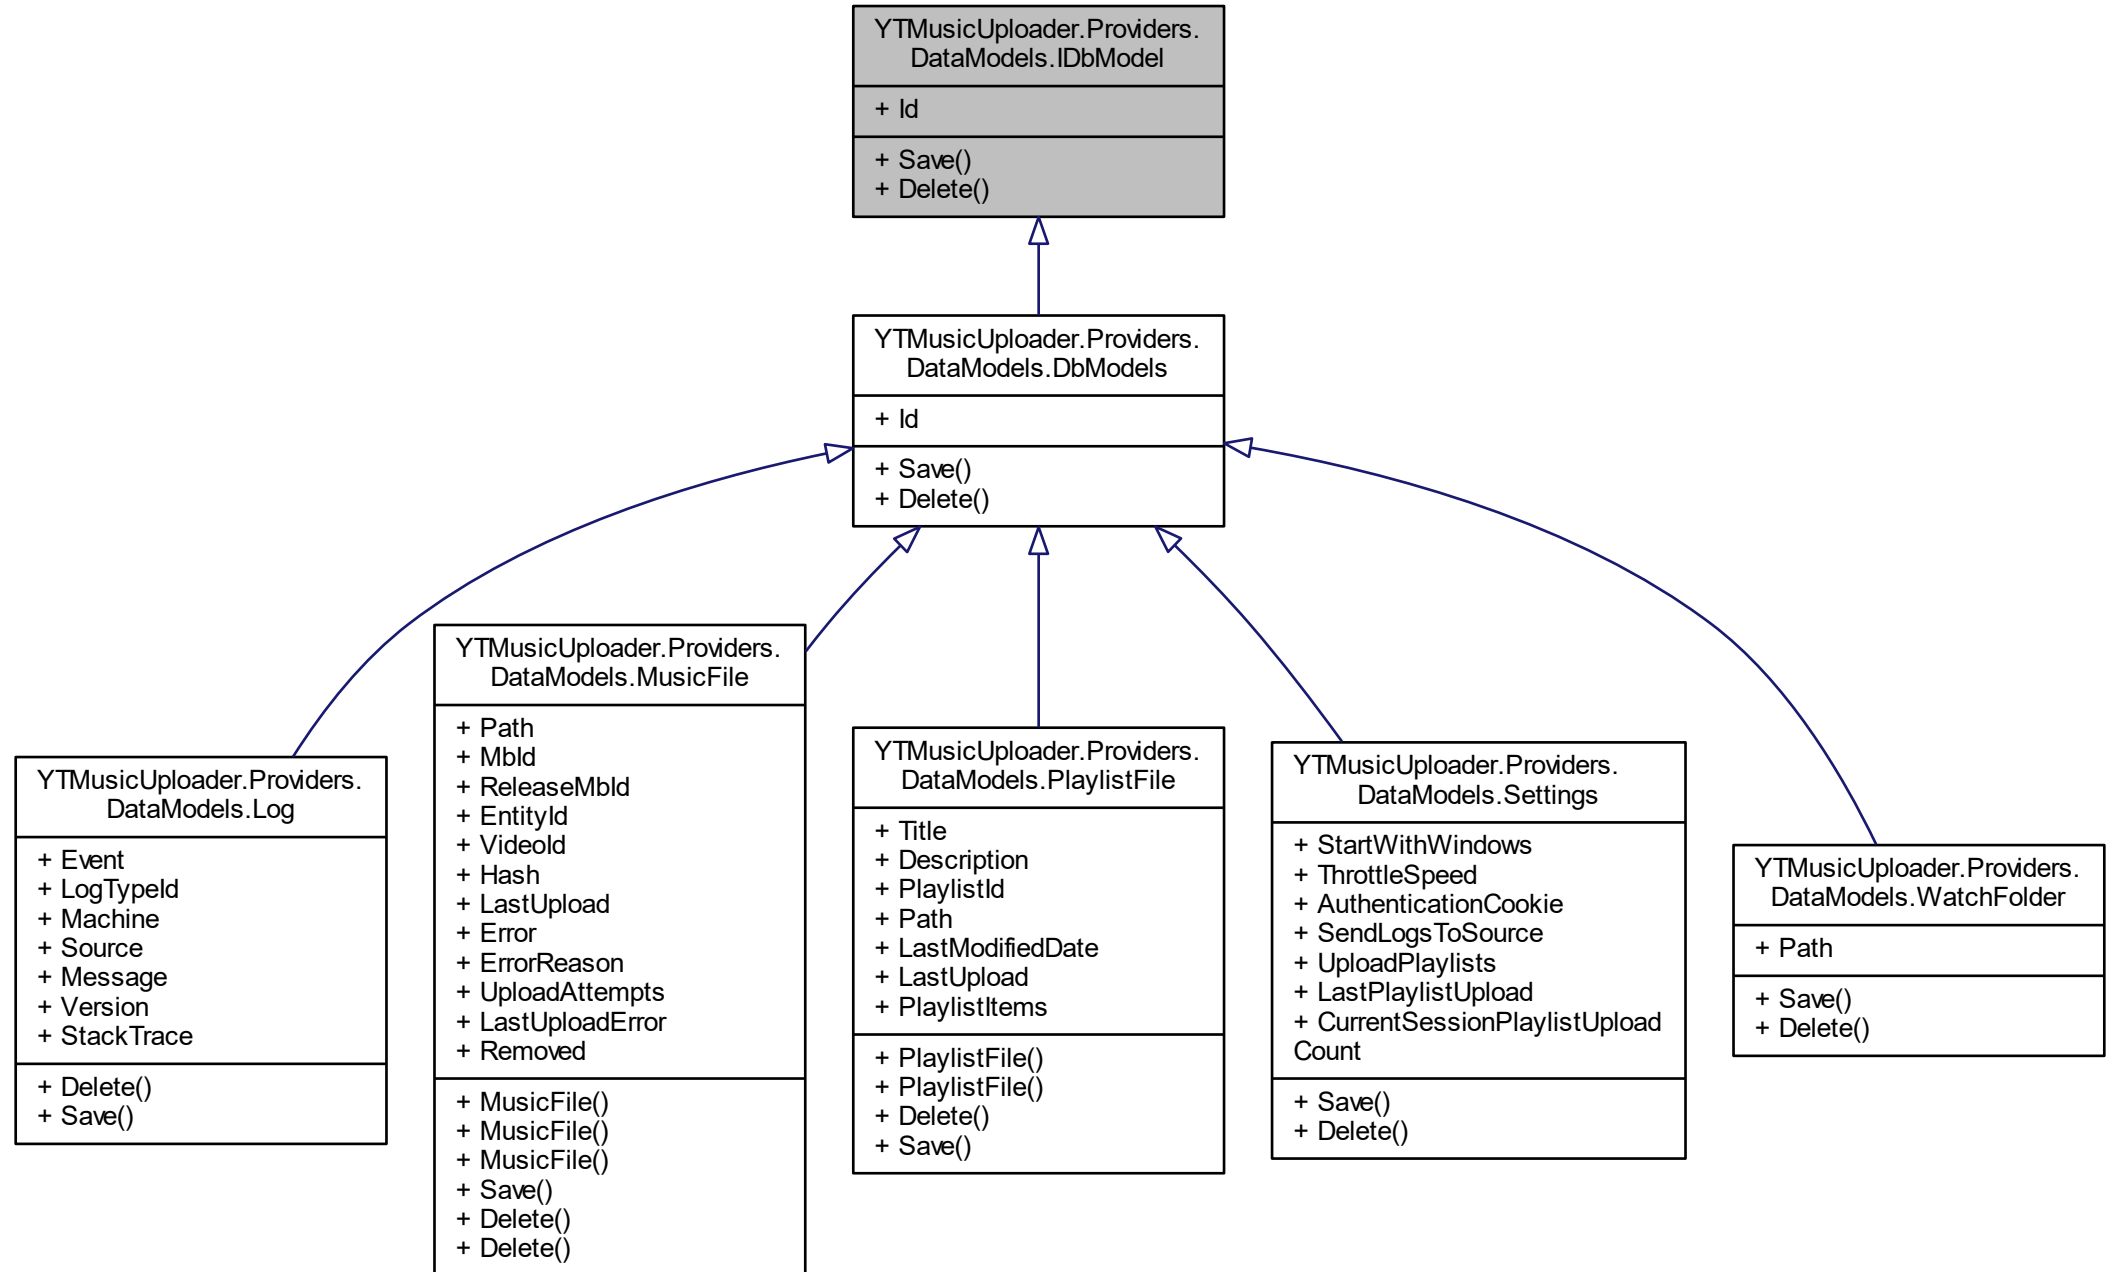 YTMusicUploader.Providers.
DataModels.IDbModel
+ Id
+ Save()
+ Delete()
YTMusicUploader.Providers.
DataModels.DbModels
+ Id
+ Save()
+ Delete()
YTMusicUploader.Providers.
DataModels.Log
+ Event
+ LogTypeId
+ Machine
+ Source
+ Message
+ Version
+ StackTrace
+ Delete()
+ Save()
YTMusicUploader.Providers.
DataModels.MusicFile
+ Path
+ MbId
+ ReleaseMbId
+ EntityId
+ VideoId
+ Hash
+ LastUpload
+ Error
+ ErrorReason
+ UploadAttempts
+ LastUploadError
+ Removed
+ MusicFile()
+ MusicFile()
+ MusicFile()
+ Save()
+ Delete()
+ Delete()
YTMusicUploader.Providers.
DataModels.PlaylistFile
+ Title
+ Description
+ PlaylistId
+ Path
+ LastModifiedDate
+ LastUpload
+ PlaylistItems
+ PlaylistFile()
+ PlaylistFile()
+ Delete()
+ Save()
YTMusicUploader.Providers.
DataModels.Settings
+ StartWithWindows
+ ThrottleSpeed
+ AuthenticationCookie
+ SendLogsToSource
+ UploadPlaylists
+ LastPlaylistUpload
+ CurrentSessionPlaylistUpload
Count
+ Save()
+ Delete()
YTMusicUploader.Providers.
DataModels.WatchFolder
+ Path
+ Save()
+ Delete()